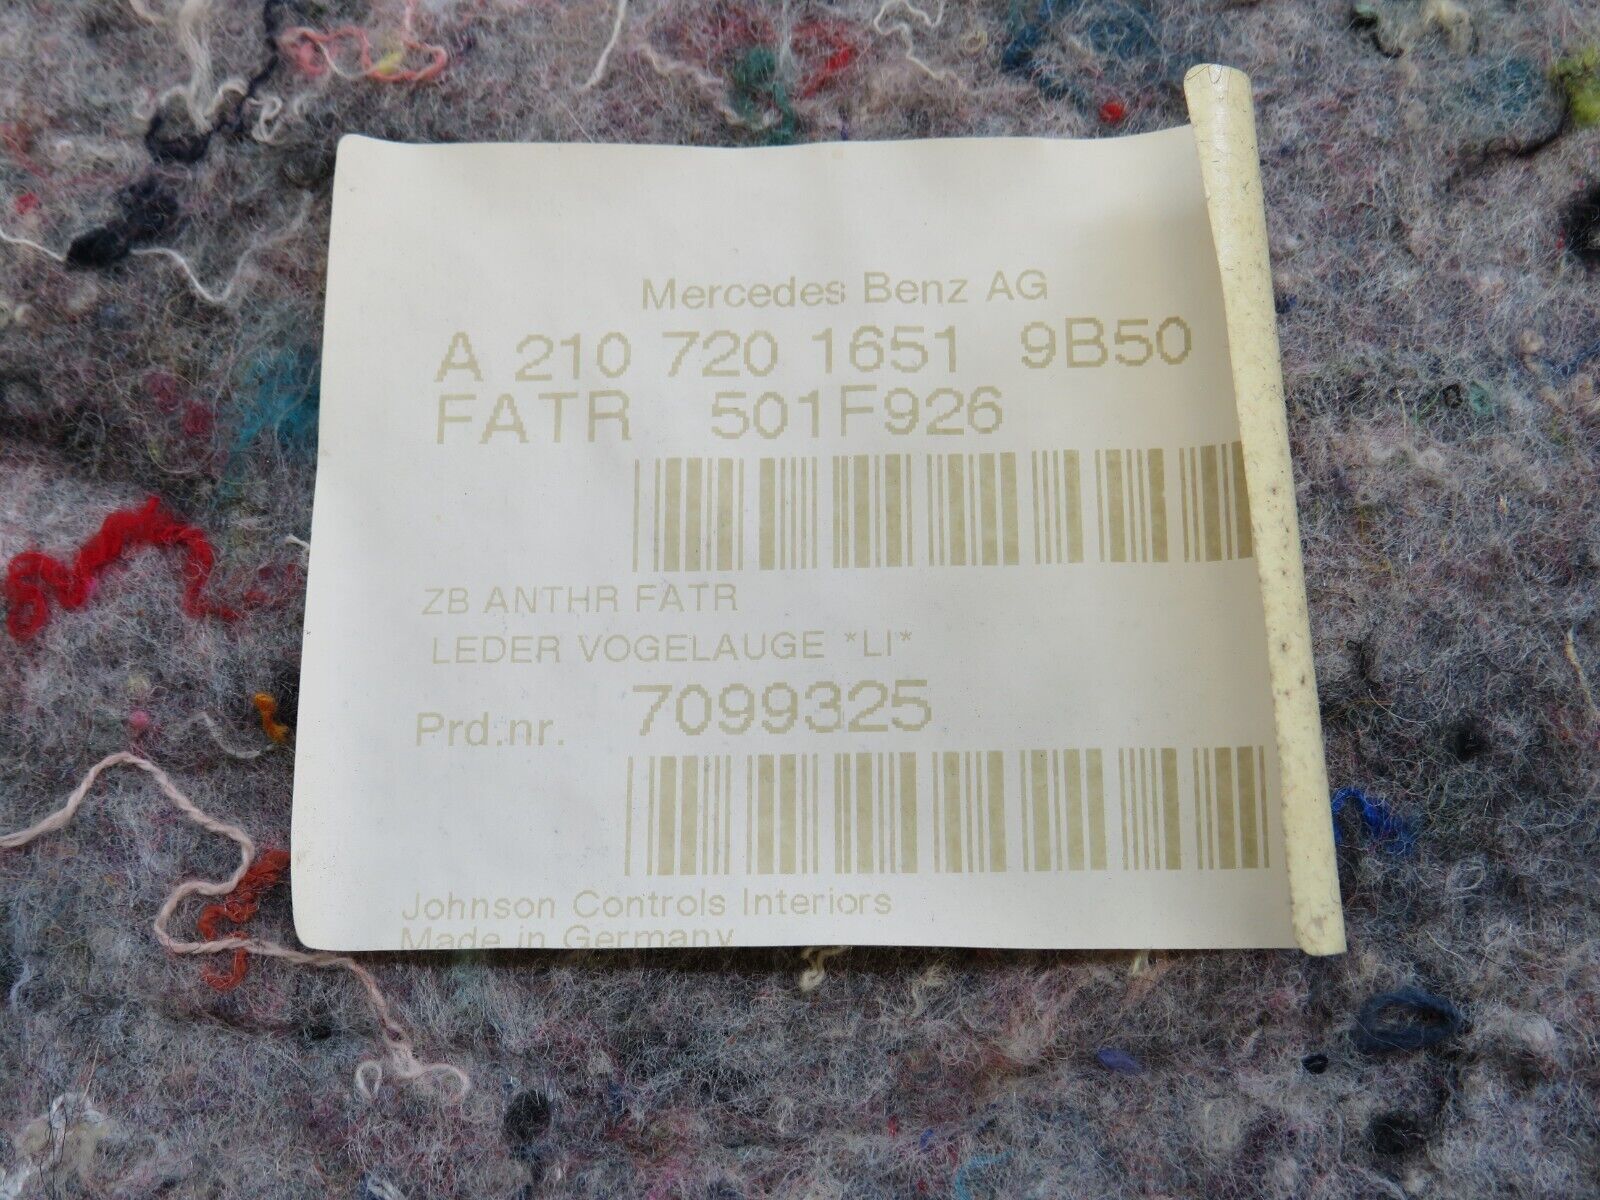 Mercedes Benz AG
A 210 720 1651 9B50
FATR 501F926
ZB ANTHR FATR
LEDER VOGELAUGE *LI*
Prd.nr. 7099325
Johnson Controls Interiors
Made in Germany